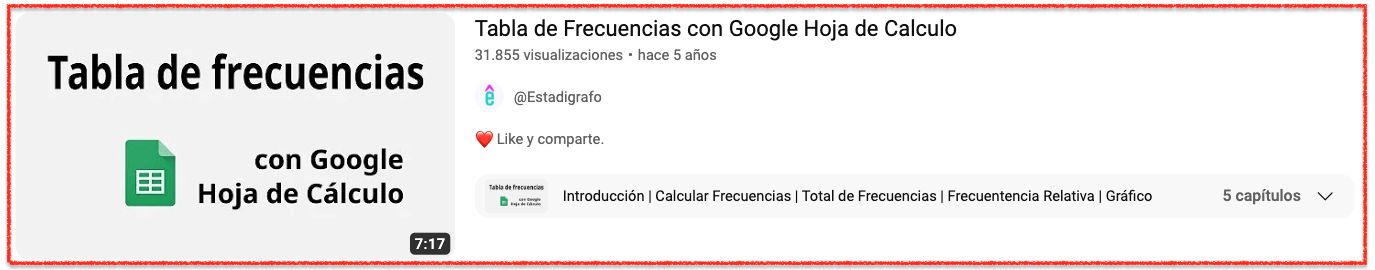 Tabla de frecuencias
con Google
Hoja de Cálculo
7:17
Tabla de Frecuencias con Google Hoja de Calculo
31.855 visualizaciones • hace 5 años
ê
@Estadigrafo
❤️ Like y comparte.
Tabla de frecuencias
con Google
Hoja de Cálculo
Introducción | Calcular Frecuencias | Total de Frecuencias | Frecuentencia Relativa | Gráfico
5 capítulos